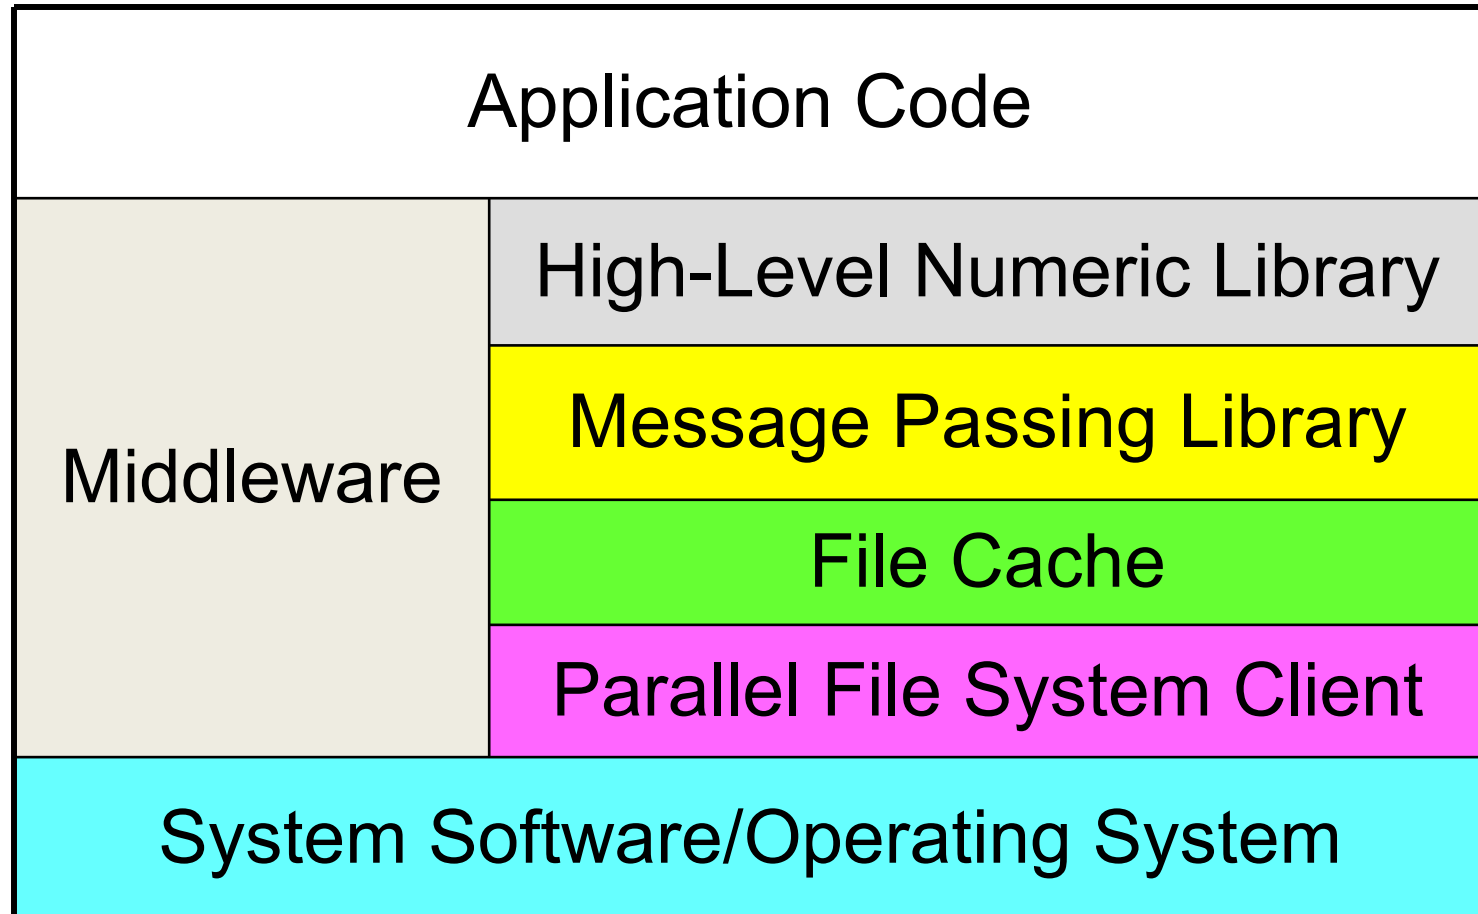 Application Code
Middleware
High-Level Numeric Library
Message Passing Library
File Cache
Parallel File System Client
System Software/Operating System